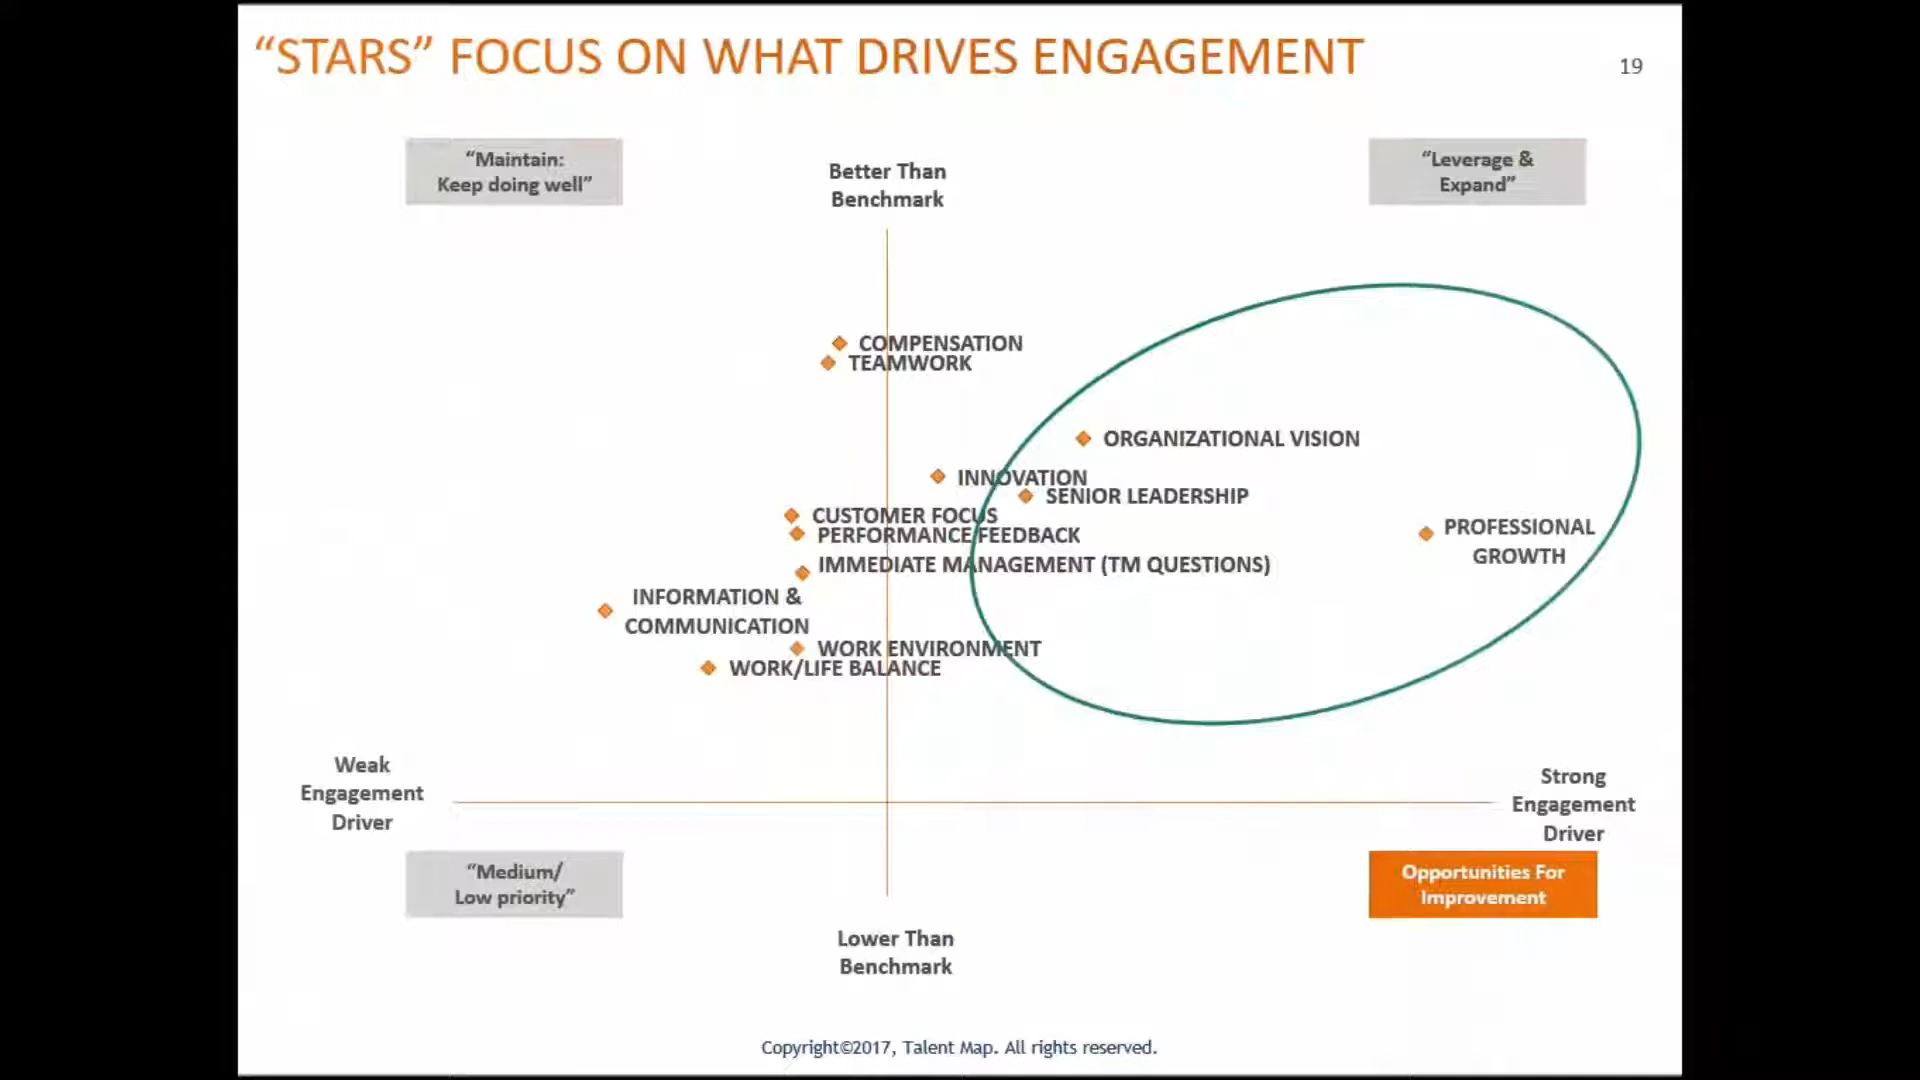 “STARS” FOCUS ON WHAT DRIVES ENGAGEMENT
19
“Maintain:
Keep doing well”
Better Than
Benchmark
“Leverage &
Expand”
COMPENSATION
TEAMWORK
ORGANIZATIONAL VISION
INNOVATION
SENIOR LEADERSHIP
CUSTOMER FOCUS
PERFORMANCE FEEDBACK
PROFESSIONAL
GROWTH
IMMEDIATE MANAGEMENT (TM QUESTIONS)
INFORMATION &
COMMUNICATION
WORK ENVIRONMENT
WORK/LIFE BALANCE
Weak
Engagement
Driver
Strong
Engagement
Driver
“Medium/
Low priority”
Opportunities For
Improvement
Lower Than
Benchmark
Copyright©2017, Talent Map. All rights reserved.